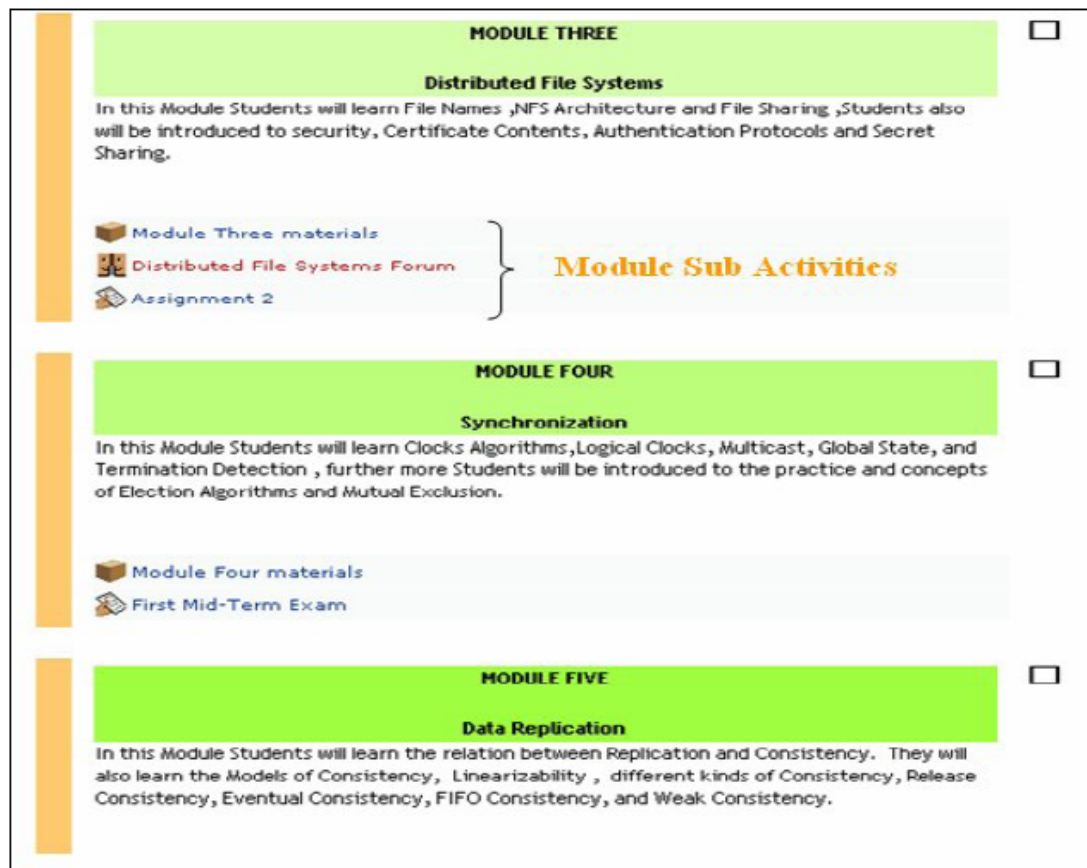 MODULE THREE
Distributed File Systems
In this Module Students will learn File Names ,NFS Architecture and File Sharing ,Students also
will be introduced to security, Certificate Contents, Authentication Protocols and Secret
Sharing.
Module Three materials
Distributed File Systems Forum
Assignment 2
Module Sub Activities
MODULE FOUR
Synchronization
In this Module Students will learn Clocks Algorithms,Logical Clocks, Multicast, Global State, and
Termination Detection , further more Students will be introduced to the practice and concepts
of Election Algorithms and Mutual Exclusion.
Module Four materials
First Mid-Term Exam
MODULE FIVE
Data Replication
In this Module Students will learn the relation between Replication and Consistency. They will
also learn the Models of Consistency, Linearizability , different kinds of Consistency, Release
Consistency, Eventual Consistency, FIFO Consistency, and Weak Consistency.